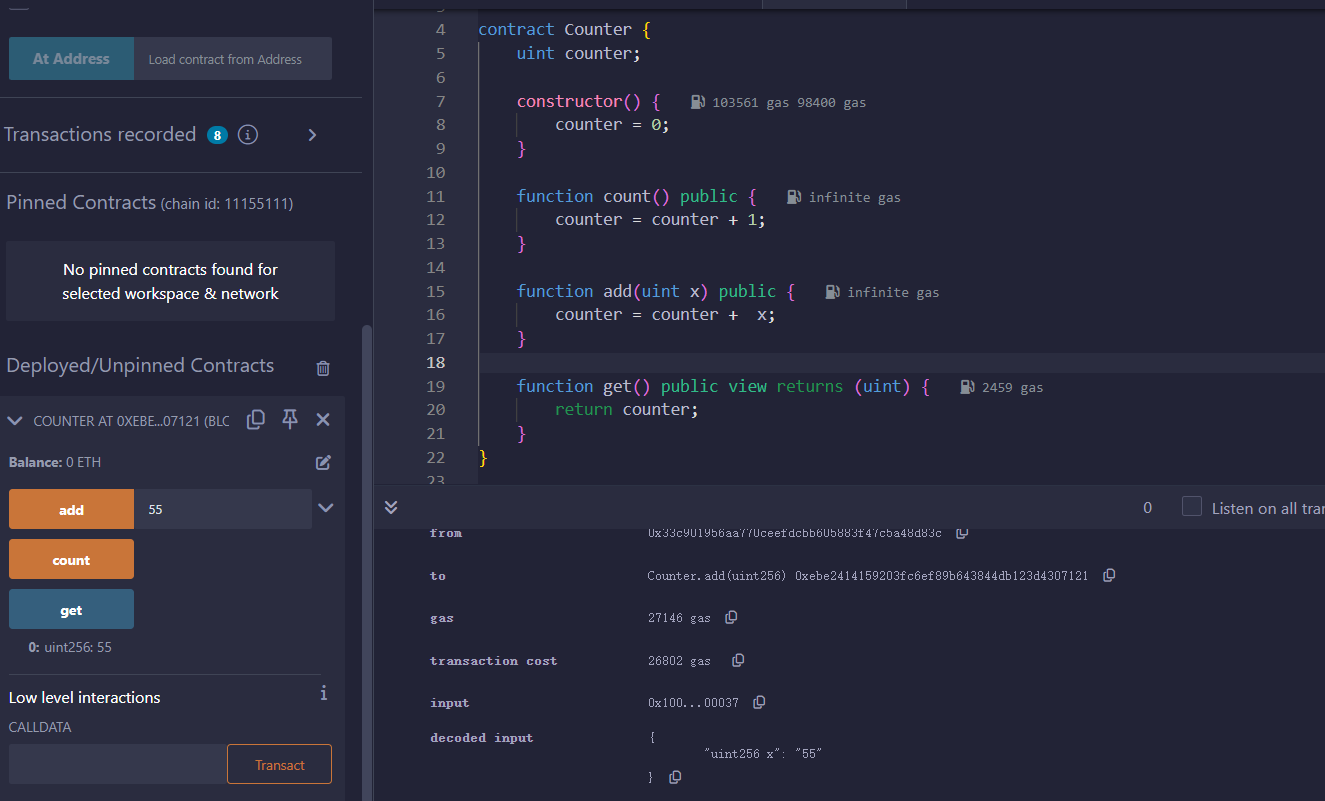 At Address
Load contract from Address
Transactions recorded 8
Pinned Contracts (chain id: 11155111)
No pinned contracts found for
selected workspace & network
Deployed/Unpinned Contracts
COUNTER AT 0XEBE...07121 (BLC
Balance: 0 ETH
add 55
count
get
0: uint256: 55
Low level interactions
CALLDATA
Transact
4 contract Counter {
5 uint counter;
6
7 constructor() { 103561 gas 98400 gas
8 counter = 0;
9 }
10
11 function count() public { infinite gas
12 counter = counter + 1;
13 }
14
15 function add(uint x) public { infinite gas
16 counter = counter +  x;
17 }
18
19 function get() public view returns (uint) { 2459 gas
20 return counter;
21 }
22 }
23
0 Listen on all tran
from 0x33c901956aa770ceefdcbb605883f47c5a48d83c
to Counter.add(uint256) 0xebe2414159203fc6ef89b643844db123d4307121
gas 27146 gas
transaction cost 26802 gas
input 0x100...00037
decoded input {
"uint256 x": "55"
}